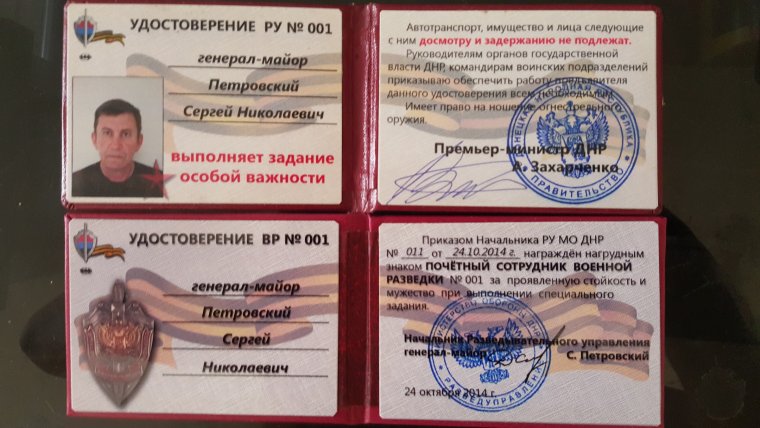 УДОСТОВЕРЕНИЕ РУ № 001
генерал-майор
Петровский
Сергей Николаевич
выполняет задание
особой важности
Автотранспорт, имущество и лица следующие
с ним досмотру и задержанию не подлежат.
Руководителям органов государственной
власти ДНР, командирам воинских подразделений
приказываю обеспечить работу предъявителя
данного удостоверения всем необходимым.
Имеет право на ношение огнестрельного
оружия.
Премьер-министр ДНР
А. Захарченко
ПРАВИТЕЛЬСТВО
УДОСТОВЕРЕНИЕ ВР № 001
генерал-майор
Петровский
Сергей
Николаевич
Приказом Начальника РУ МО ДНР
№ 011 от 24.10.2014 г. награждён нагрудным
знаком ПОЧЁТНЫЙ СОТРУДНИК ВОЕННОЙ
РАЗВЕДКИ № 001 за проявленную стойкость и
мужество при выполнении специального
задания.
Начальник Разведывательного управления
генерал-майор С. Петровский
РАЗВЕДУПРАВЛЕНИЕ
24 октября 2014 г.